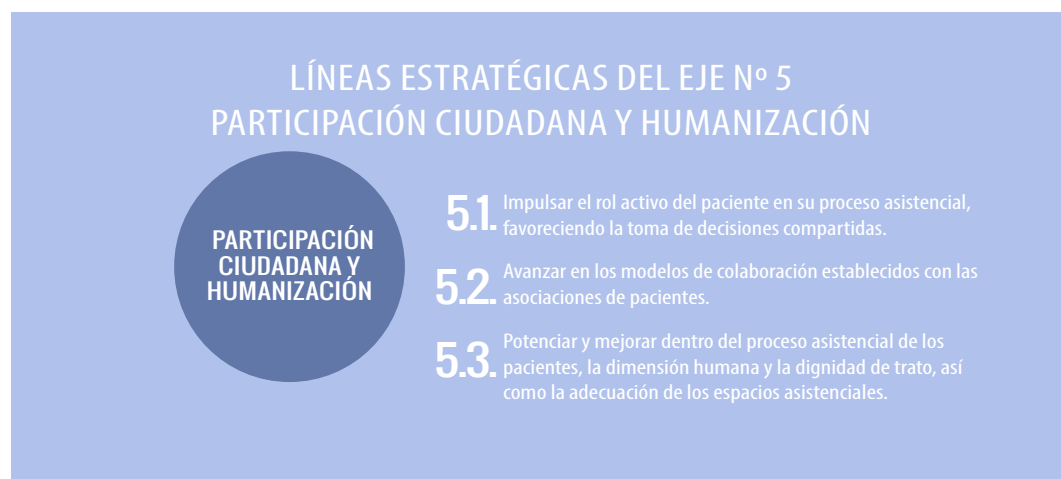 LÍNEAS ESTRATÉGICAS DEL EJE Nº 5
PARTICIPACIÓN CIUDADANA Y HUMANIZACIÓN
PARTICIPACIÓN
CIUDADANA Y
HUMANIZACIÓN
5.1. Impulsar el rol activo del paciente en su proceso asistencial,
favoreciendo la toma de decisiones compartidas.
5.2. Avanzar en los modelos de colaboración establecidos con las
asociaciones de pacientes.
5.3. Potenciar y mejorar dentro del proceso asistencial de los
pacientes, la dimensión humana y la dignidad de trato, así
como la adecuación de los espacios asistenciales.